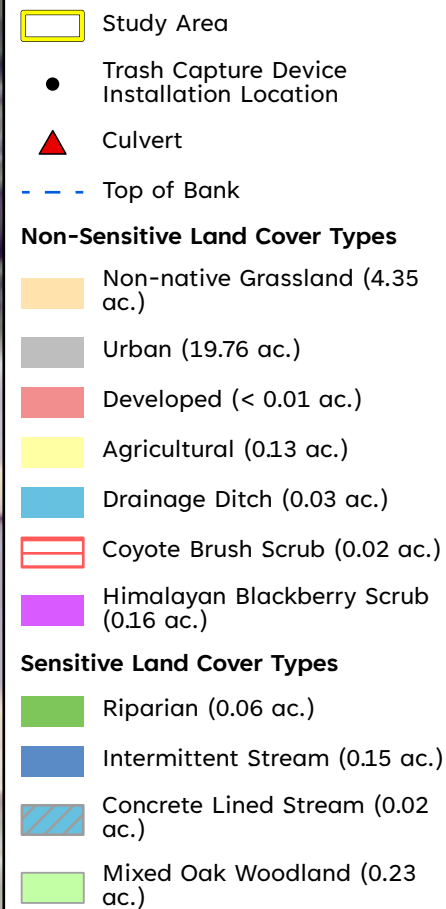 Study Area
Trash Capture Device
Installation Location
Culvert
Top of Bank
Non-Sensitive Land Cover Types
Non-native Grassland (4.35
ac.)
Urban (19.76 ac.)
Developed (< 0.01 ac.)
Agricultural (0.13 ac.)
Drainage Ditch (0.03 ac.)
Coyote Brush Scrub (0.02 ac.)
Himalayan Blackberry Scrub
(0.16 ac.)
Sensitive Land Cover Types
Riparian (0.06 ac.)
Intermittent Stream (0.15 ac.)
Concrete Lined Stream (0.02
ac.)
Mixed Oak Woodland (0.23
ac.)